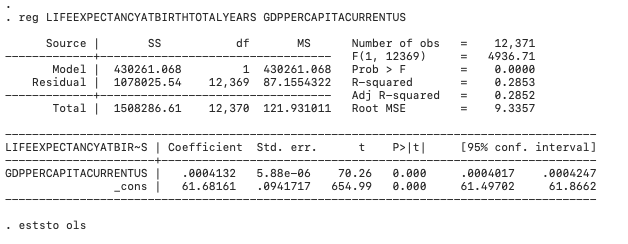 .
. reg LIFEEXPECTANCYATBIRTHTOTALYEARS GDPPERCAPITACURRENTUS
Source | SS df MS Number of obs = 12,371
F(1, 12369) = 4936.71
Model | 430261.068 1 430261.068 Prob > F = 0.0000
Residual | 1078025.54 12,369 87.1554322 R-squared = 0.2853
Adj R-squared = 0.2852
Total | 1508286.61 12,370 121.931011 Root MSE = 9.3357
LIFEEXPECTANCYATBIR~S | Coefficient Std. err. t P>|t| [95% conf. interval]
GDPPERCAPITACURRENTUS | .0004132 5.88e-06 70.26 0.000 .0004017 .0004247
_cons | 61.68161 .0941717 654.99 0.000 61.49702 61.8662
. eststo ols